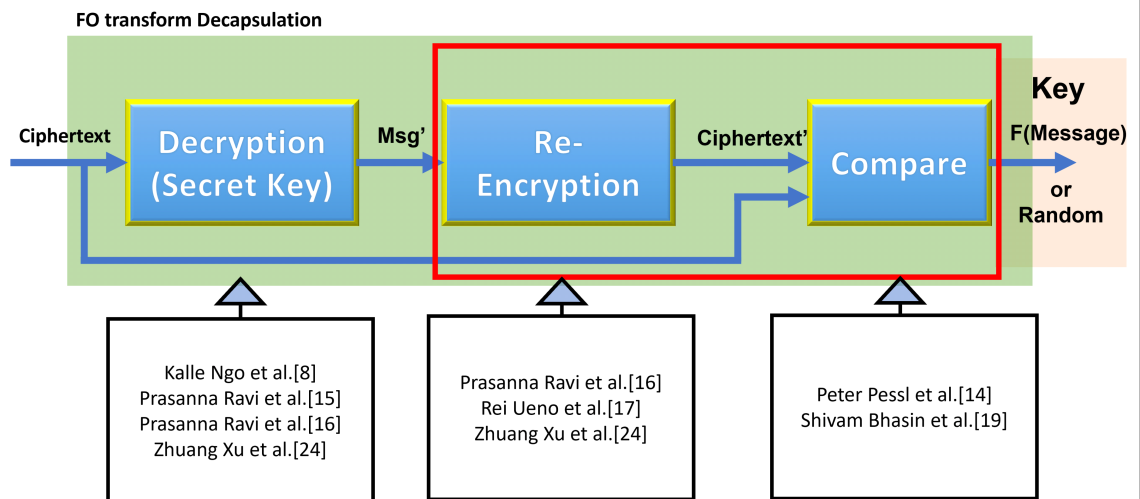 FO transform Decapsulation
Ciphertext
Decryption
(Secret Key)
Msg’
Re-
Encryption
Ciphertext’
Compare
Key
F(Message)
or
Random
Kalle Ngo et al.[8]
Prasanna Ravi et al.[15]
Prasanna Ravi et al.[16]
Zhuang Xu et al.[24]
Prasanna Ravi et al.[16]
Rei Ueno et al.[17]
Zhuang Xu et al.[24]
Peter Pessl et al.[14]
Shivam Bhasin et al.[19]